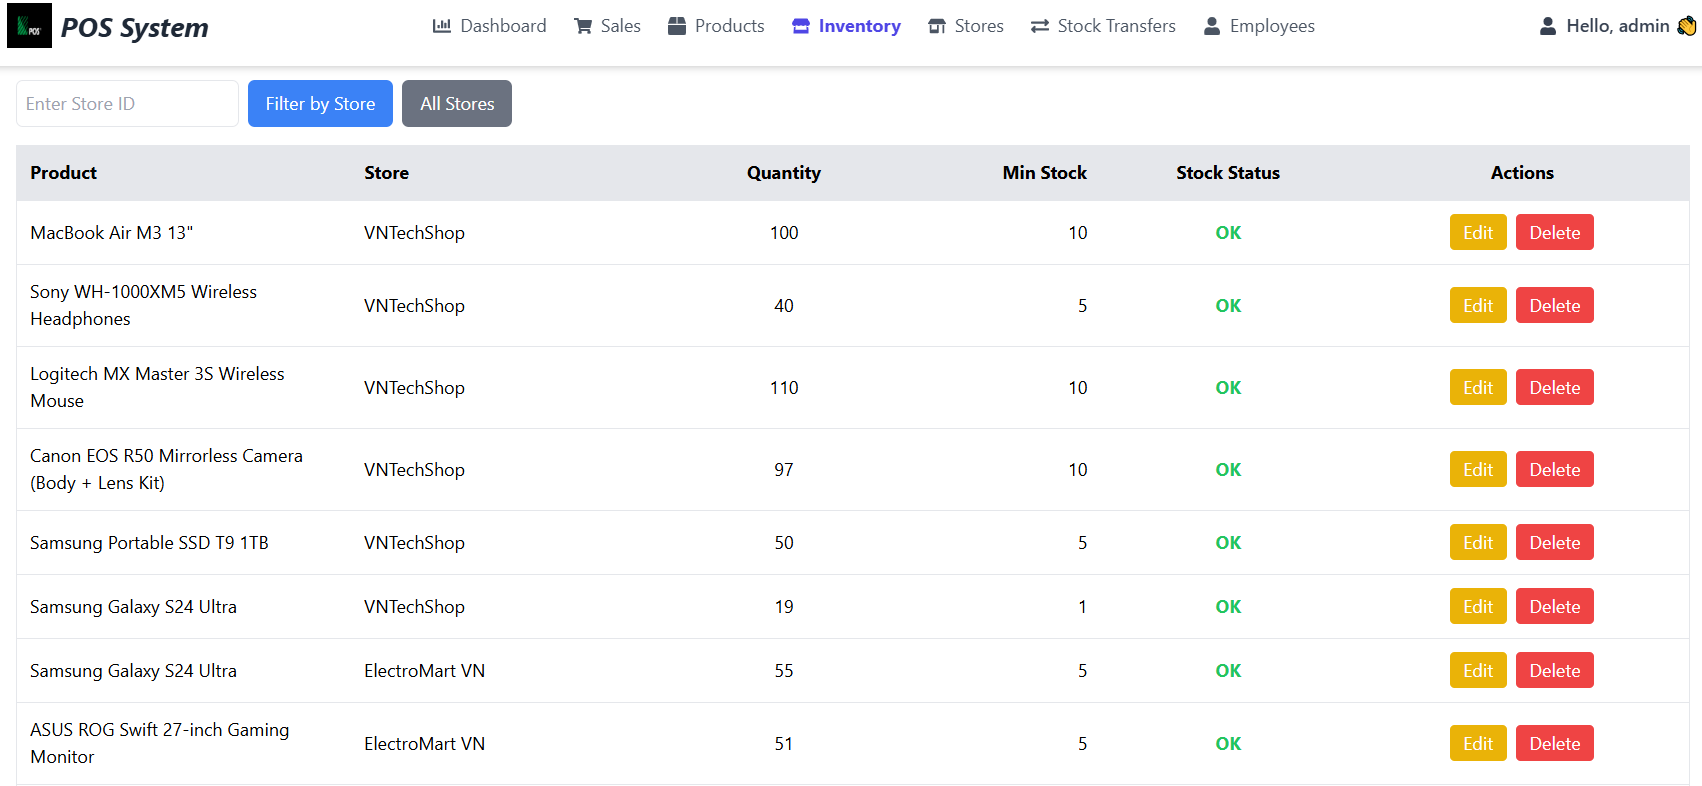 POS
POS System
Dashboard Sales Products Inventory Stores Stock Transfers Employees Hello, admin 👋
Enter Store ID Filter by Store All Stores
Product Store Quantity Min Stock Stock Status Actions
MacBook Air M3 13" VNTechShop 100 10 OK Edit Delete
Sony WH-1000XM5 Wireless
Headphones VNTechShop 40 5 OK Edit Delete
Logitech MX Master 3S Wireless
Mouse VNTechShop 110 10 OK Edit Delete
Canon EOS R50 Mirrorless Camera
(Body + Lens Kit) VNTechShop 97 10 OK Edit Delete
Samsung Portable SSD T9 1TB VNTechShop 50 5 OK Edit Delete
Samsung Galaxy S24 Ultra VNTechShop 19 1 OK Edit Delete
Samsung Galaxy S24 Ultra ElectroMart VN 55 5 OK Edit Delete
ASUS ROG Swift 27-inch Gaming
Monitor ElectroMart VN 51 5 OK Edit Delete